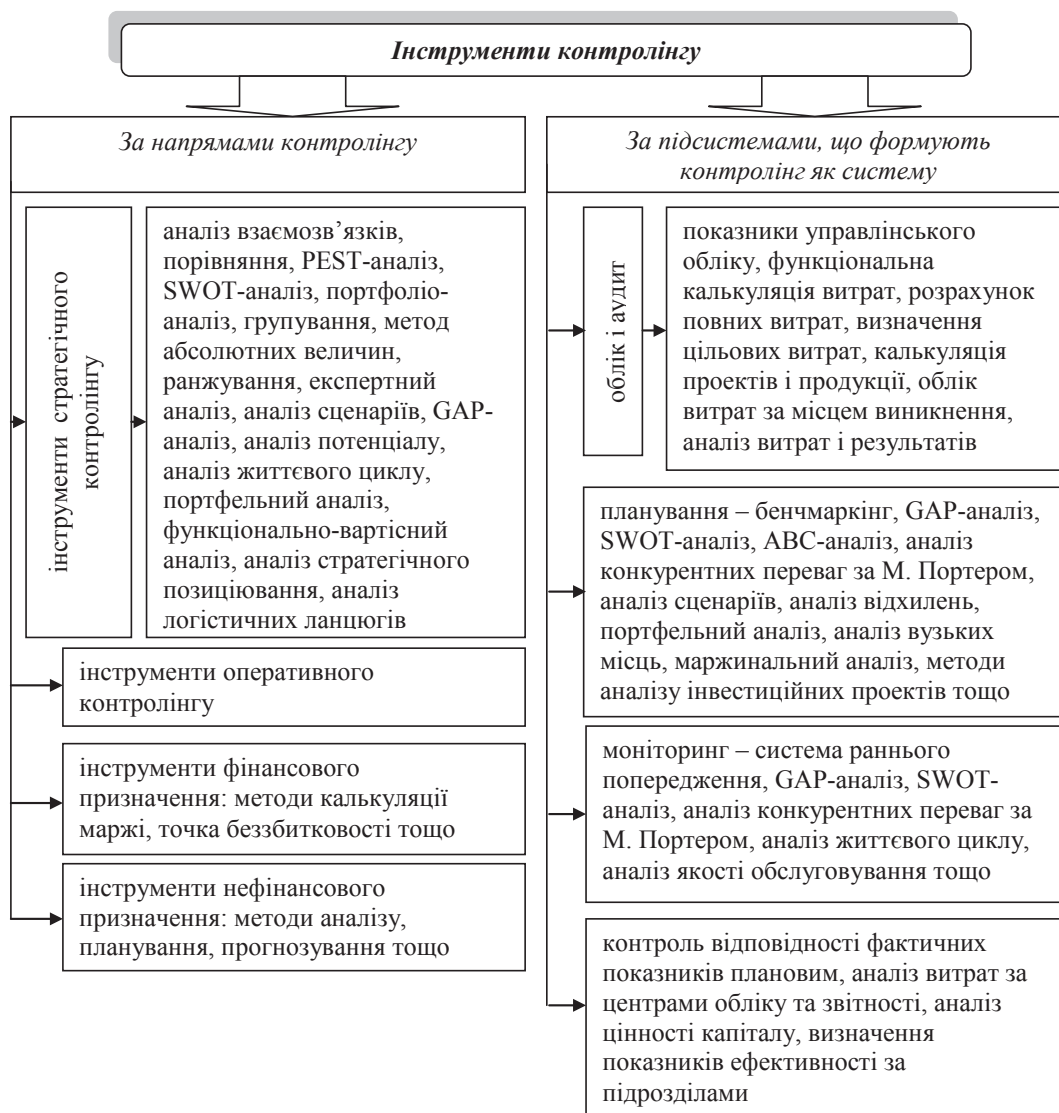 Інструменти контролінгу
За напрямами контролінгу
інструменти стратегічного
контролінгу
аналіз взаємозв’язків,
порівняння, PEST-аналіз,
SWOT-аналіз, портфоліо-
аналіз, групування, метод
абсолютних величин,
ранжування, експертний
аналіз, аналіз сценаріїв, GAP-
аналіз, аналіз потенціалу,
аналіз життєвого циклу,
портфельний аналіз,
функціонально-вартісний
аналіз, аналіз стратегічного
позиціювання, аналіз
логістичних ланцюгів
інструменти оперативного
контролінгу
інструменти фінансового
призначення: методи калькуляції
маржі, точка беззбитковості тощо
інструменти нефінансового
призначення: методи аналізу,
планування, прогнозування тощо
За підсистемами, що формують
контролінг як систему
облік і аудит
показники управлінського
обліку, функціональна
калькуляція витрат, розрахунок
повних витрат, визначення
цільових витрат, калькуляція
проектів і продукції, облік
витрат за місцем виникнення,
аналіз витрат і результатів
планування – бенчмаркінг, GAP-аналіз,
SWOT-аналіз, АВС-аналіз, аналіз
конкурентних переваг за М. Портером,
аналіз сценаріїв, аналіз відхилень,
портфельний аналіз, аналіз вузьких
місць, маржинальний аналіз, методи
аналізу інвестиційних проектів тощо
моніторинг – система раннього
попередження, GAP-аналіз, SWOT-
аналіз, аналіз конкурентних переваг за
М. Портером, аналіз життєвого циклу,
аналіз якості обслуговування тощо
контроль відповідності фактичних
показників плановим, аналіз витрат за
центрами обліку та звітності, аналіз
цінності капіталу, визначення
показників ефективності за
підрозділами